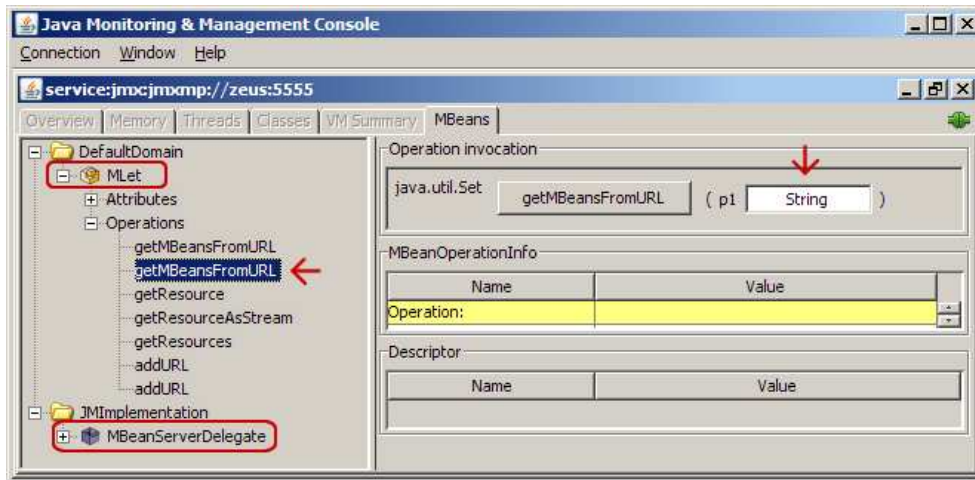 Java Monitoring & Management Console
Connection Window Help
service:jmx:jmxmp://zeus:5555
Overview Memory Threads Classes VM Summary MBeans
DefaultDomain
MLet
Attributes
Operations
getMBeansFromURL
getMBeansFromURL
getResource
getResourceAsStream
getResources
addURL
addURL
JMImplementation
MBeanServerDelegate
Operation invocation
java.util.Set getMBeansFromURL ( p1 String )
MBeanOperationInfo
Name Value
Operation:
Descriptor
Name Value